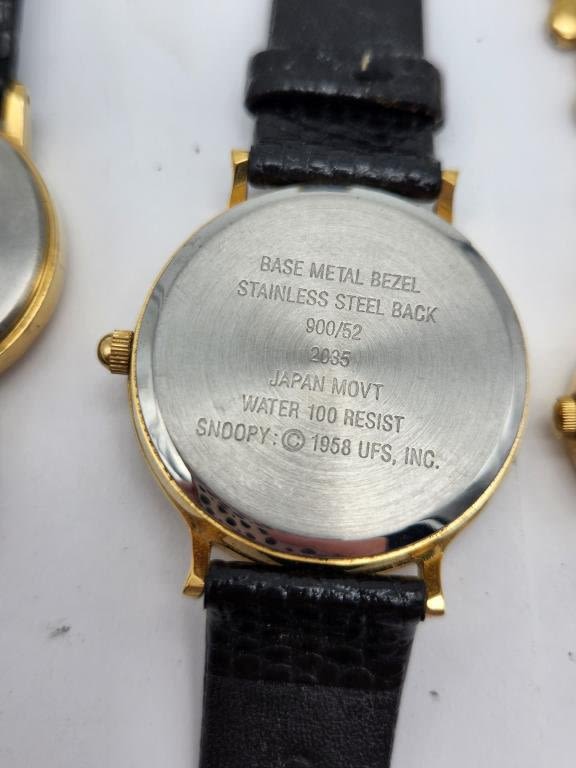 BASE METAL BEZEL
STAINLESS STEEL BACK
900/52
2035
JAPAN MOVT
WATER 100 RESIST
SNOOPY: © 1958 UFS, INC.